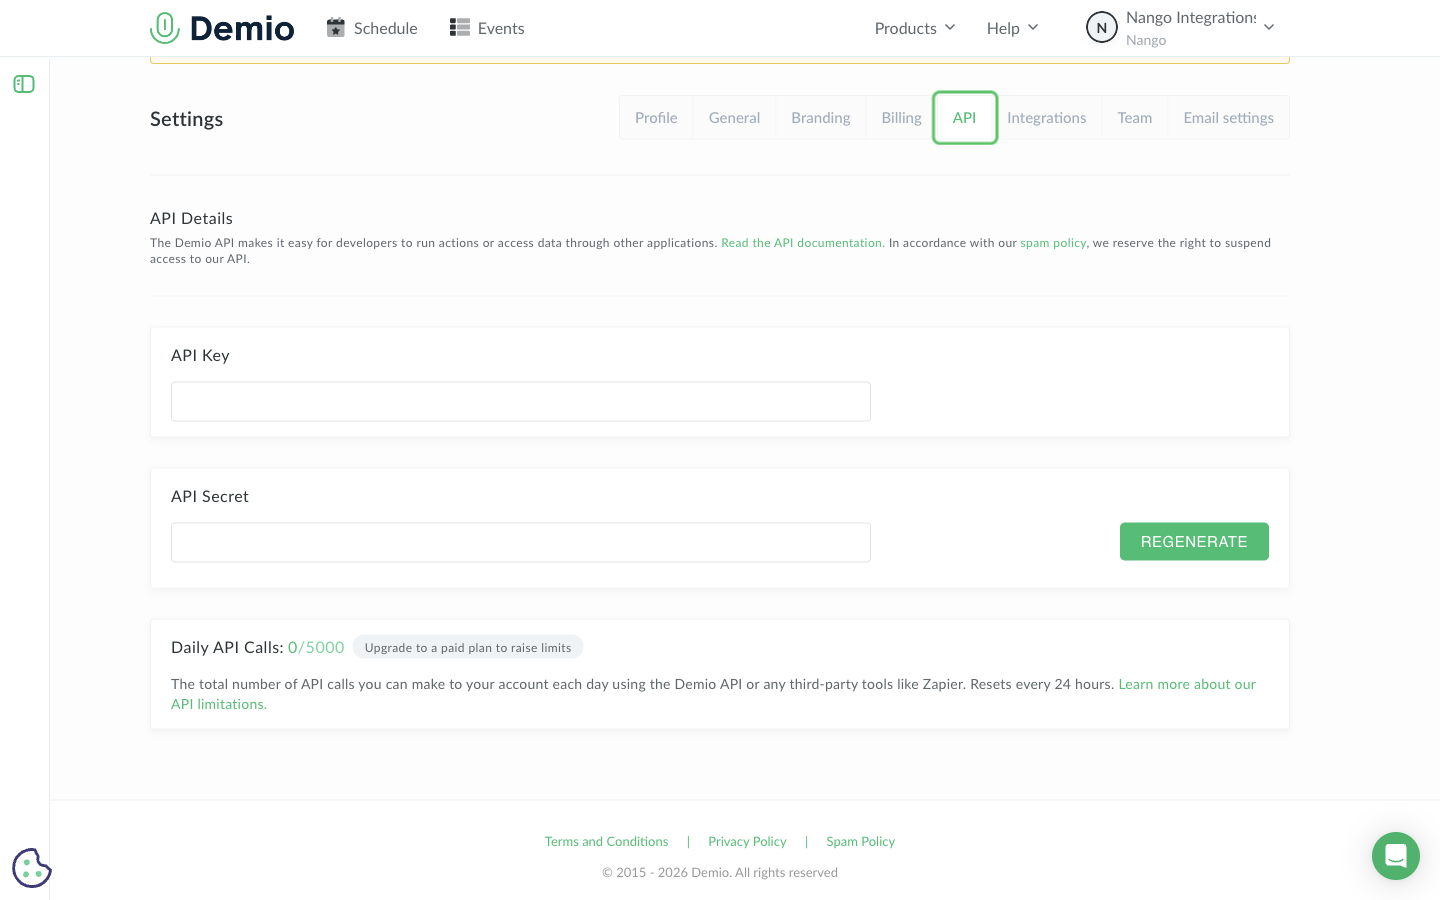 Demio
Schedule
Events
Products
Help
N
Nango Integrations
Nango
Settings
Profile
General
Branding
Billing
API
Integrations
Team
Email settings
API Details
The Demio API makes it easy for developers to run actions or access data through other applications. Read the API documentation. In accordance with our spam policy, we reserve the right to suspend
access to our API.
API Key
API Secret
REGENERATE
Daily API Calls: 0/5000 Upgrade to a paid plan to raise limits
The total number of API calls you can make to your account each day using the Demio API or any third-party tools like Zapier. Resets every 24 hours. Learn more about our
API limitations.
Terms and Conditions | Privacy Policy | Spam Policy
© 2015 - 2026 Demio. All rights reserved